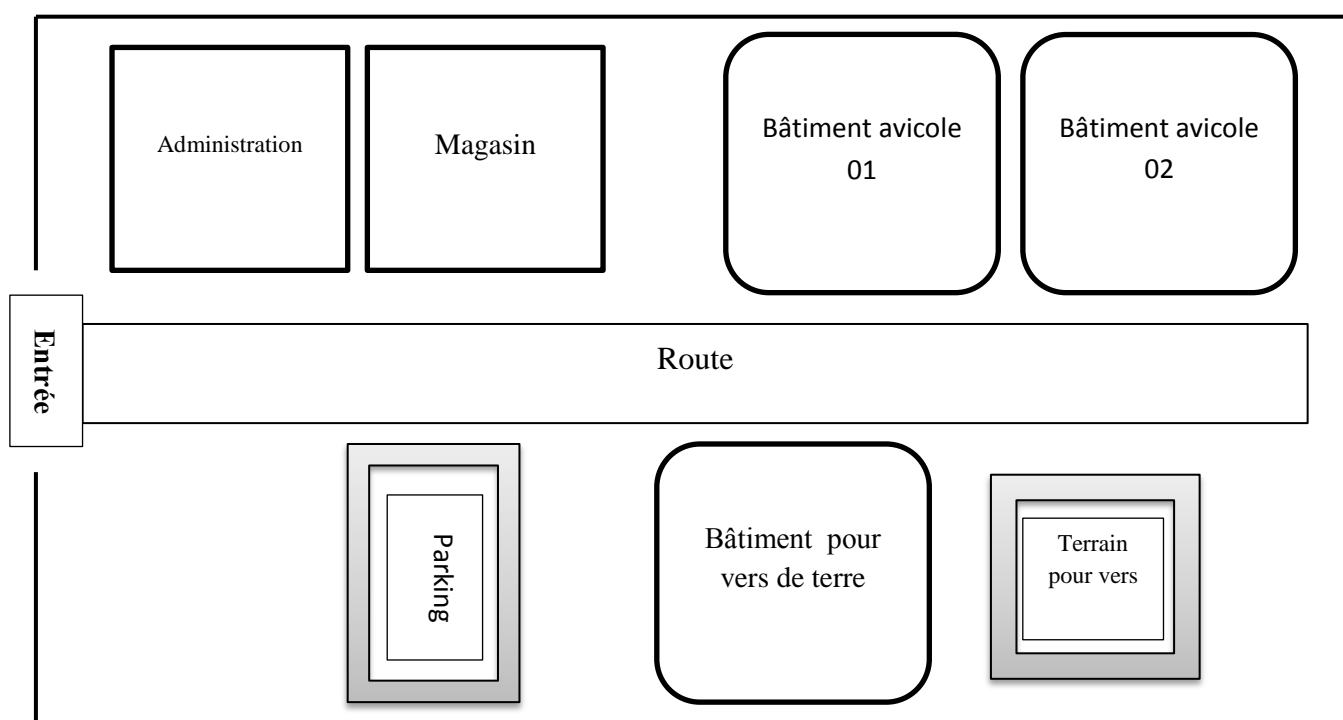 Administration
Magasin
Bâtiment avicole
01
Bâtiment avicole
02
Entrée
Route
Parking
Bâtiment pour
vers de terre
Terrain
pour vers